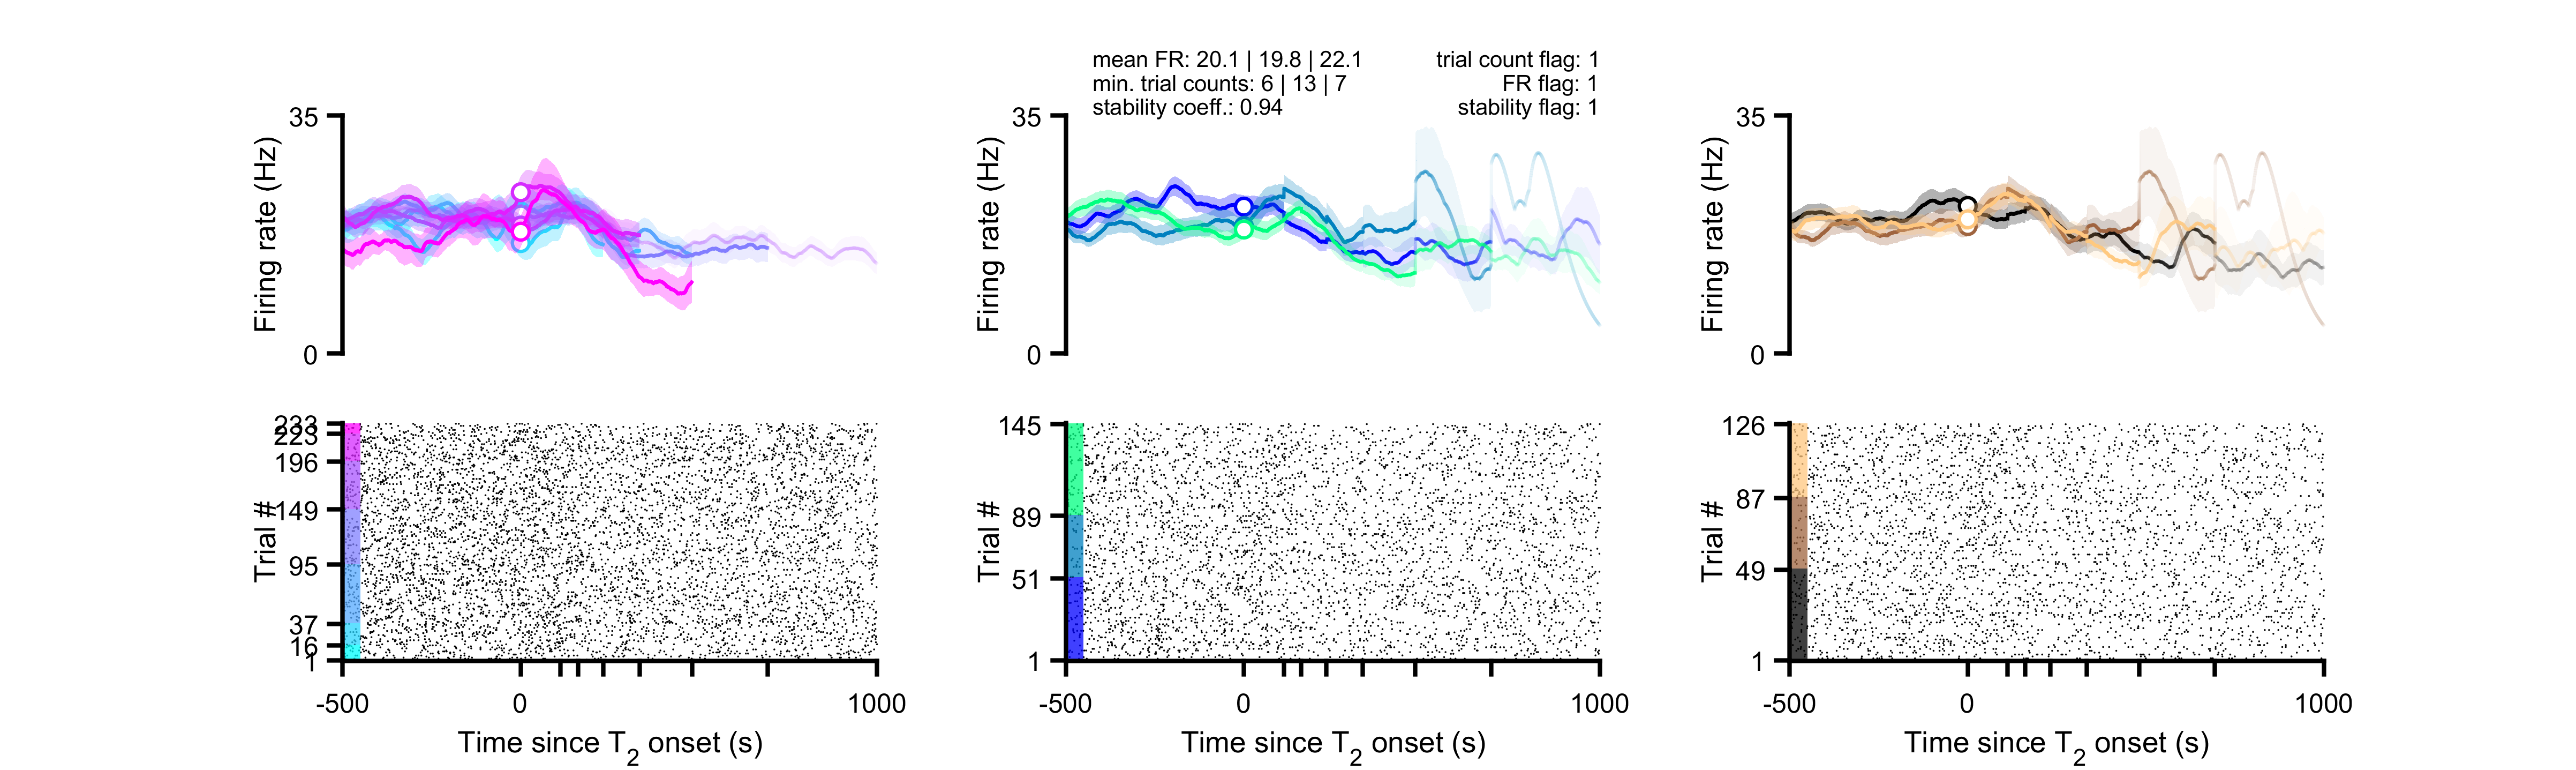 mean FR: 20.1 | 19.8 | 22.1
min. trial counts: 6 | 13 | 7
stability coeff.: 0.94
trial count flag: 1
FR flag: 1
stability flag: 1
35
Firing rate (Hz)
0
35
Firing rate (Hz)
0
35
Firing rate (Hz)
0
233
223
196
149
95
37
16
1
Trial #
-500
0
1000
Time since T2 onset (s)
145
89
51
1
Trial #
-500
0
1000
Time since T2 onset (s)
126
87
49
1
Trial #
-500
0
1000
Time since T2 onset (s)